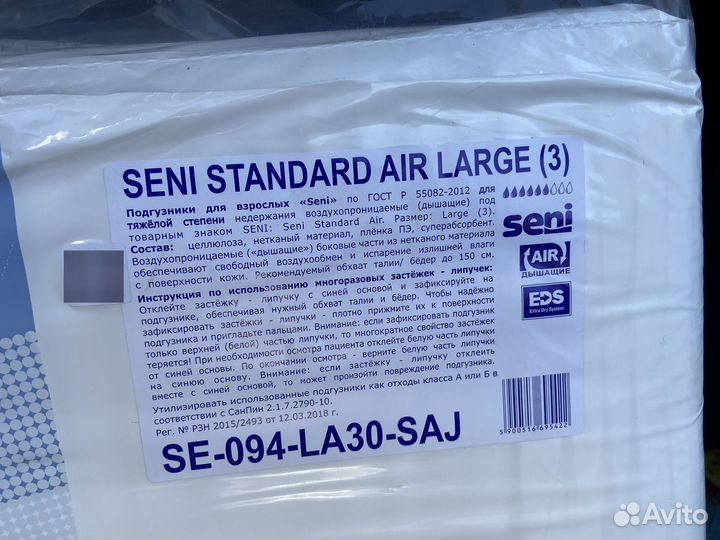 SENI STANDARD AIR LARGE (3)
Подгузники для взрослых «Seni» по ГОСТ Р 55082-2012 для
тяжёлой степени недержания воздухопроницаемые (дышащие) под
товарным знаком SENI: Seni Standard Air. Размер: Large (3).
Состав: целлюлоза, нетканый материал, плёнка ПЭ, суперабсорбент.
Воздухопроницаемые («дышащие») боковые части из нетканого материала
обеспечивают свободный воздухообмен и испарение излишней влаги
с поверхности кожи. Рекомендуемый обхват талии/ бёдер до 150 см.
Инструкция по использованию многоразовых застёжек - липучек:
Отклейте застёжку - липучку с синей основой и зафиксируйте на
подгузнике, обеспечивая нужный обхват талии и бёдер. Чтобы надёжно
зафиксировать застёжки - липучки - плотно прижмите их к поверхности
подгузника и пригладьте пальцами. Внимание: если зафиксировать подгузник
только верхней (белой) частью липучки, то многократное свойство застёжек
теряется! При необходимости осмотра пациента отклейте белую часть липучки
от синей основы. По окончании осмотра - верните белую часть липучки
на синюю основу. Внимание: если застёжку - липучку отклеить
вместе с синей основой, то может произойти повреждение подгузника.
Утилизировать использованные подгузники как отходы класса А или Б в
соответствии с СанПин 2.1.7.2790-10.
Рег. № РЗН 2015/2493 от 12.03.2018 г.
SE-094-LA30-SAJ
seni
AIR
ДЫШАЩИЕ
EDS
Extra Dry System
5900516695422
Avito